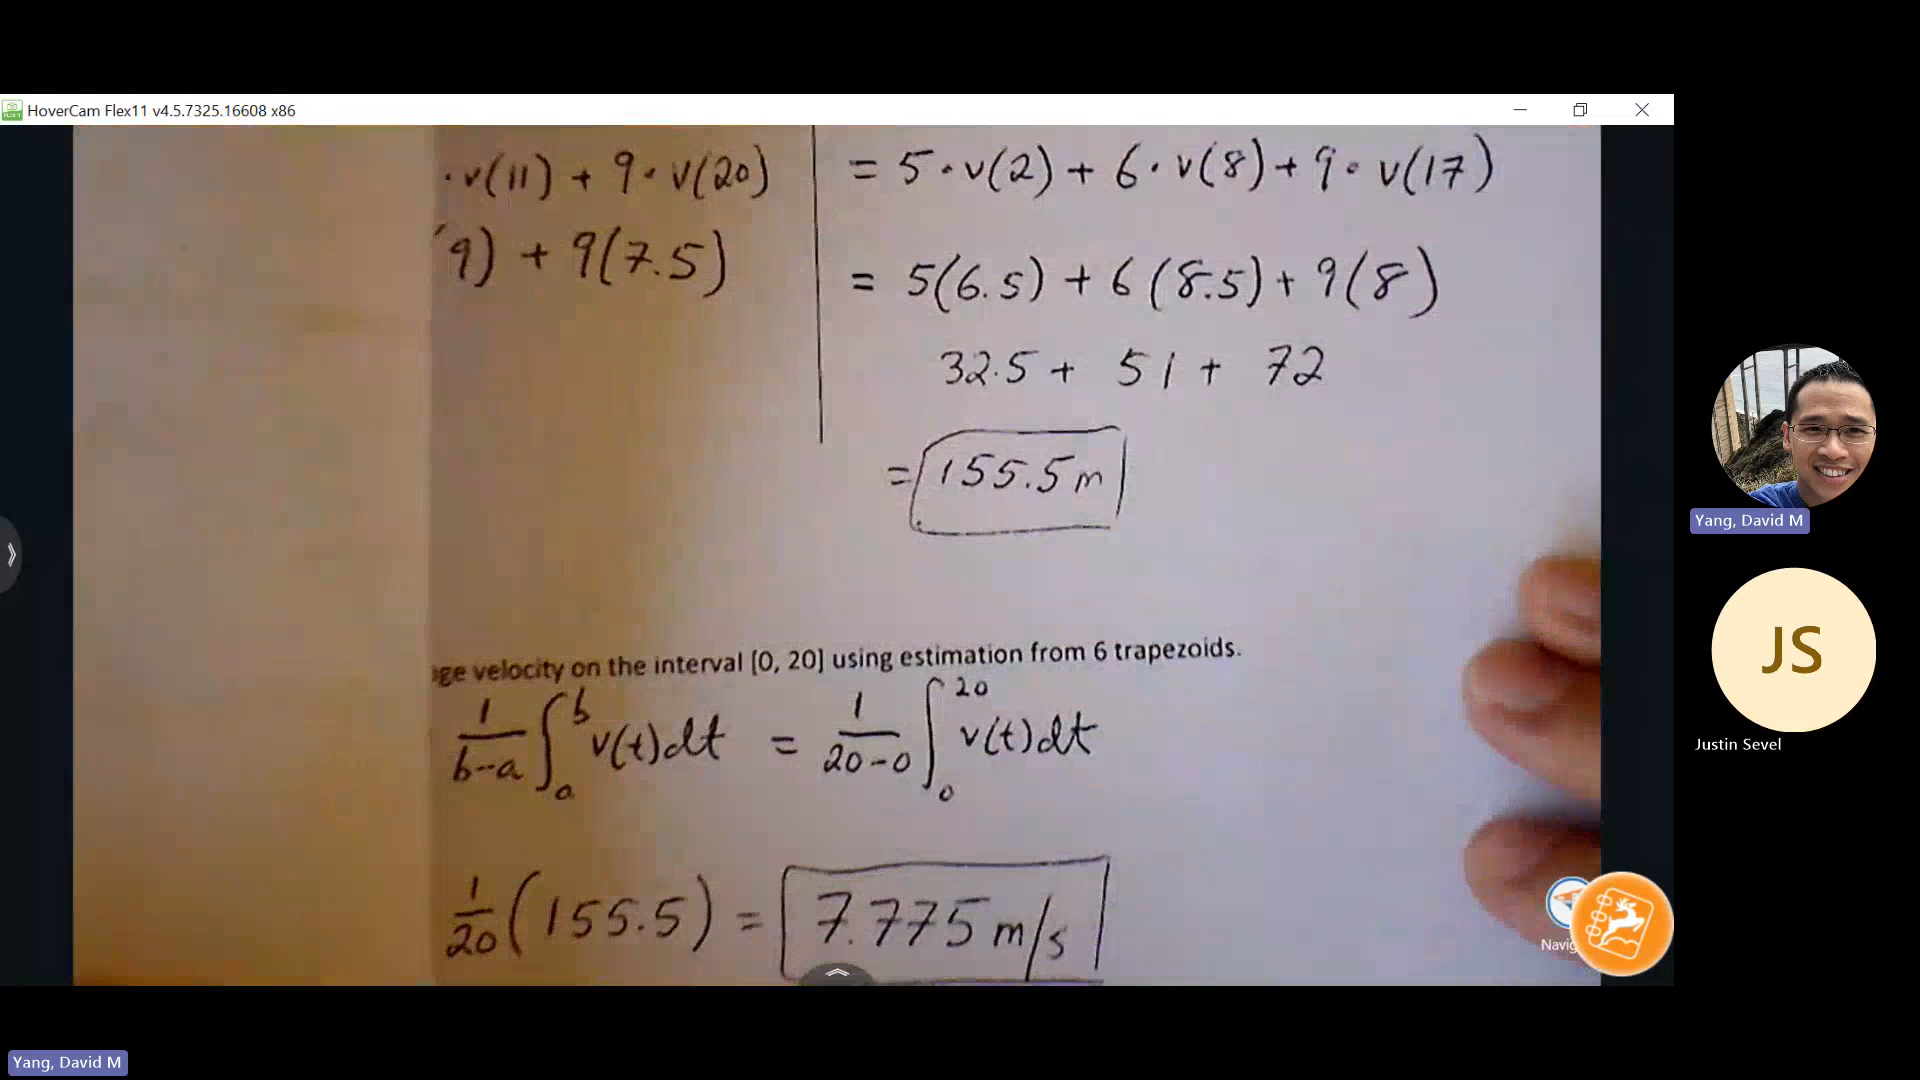 HoverCam Flex11 v4.5.7325.16608 x86
· v(11) + 9 · v(20)
9) + 9(7.5)
= 5 · v(2) + 6 · v(8) + 9 · v(17)
= 5(6.5) + 6(8.5) + 9(8)
32.5 + 51 + 72
= 155.5 m
ge velocity on the interval [0, 20] using estimation from 6 trapezoids.
1/(b-a) ∫_a^b v(t)dt = 1/(20-0) ∫_0^20 v(t)dt
1/20 (155.5) = 7.775 m/s
Yang, David M
JS
Justin Sevel
Yang, David M